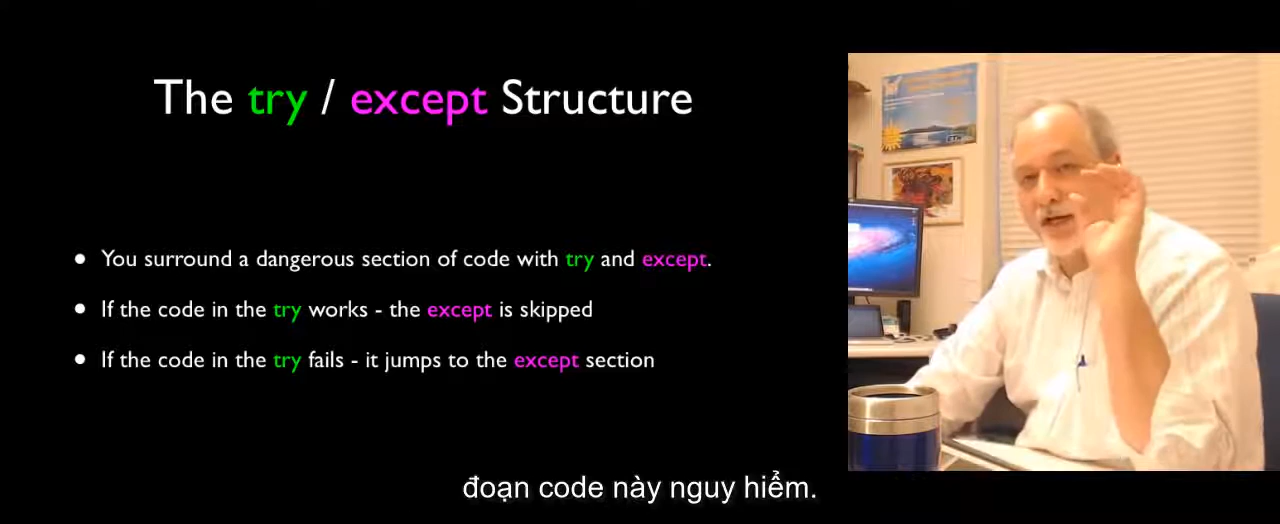 The try / except Structure
• You surround a dangerous section of code with try and except.
• If the code in the try works - the except is skipped
• If the code in the try fails - it jumps to the except section
đoạn code này nguy hiểm.